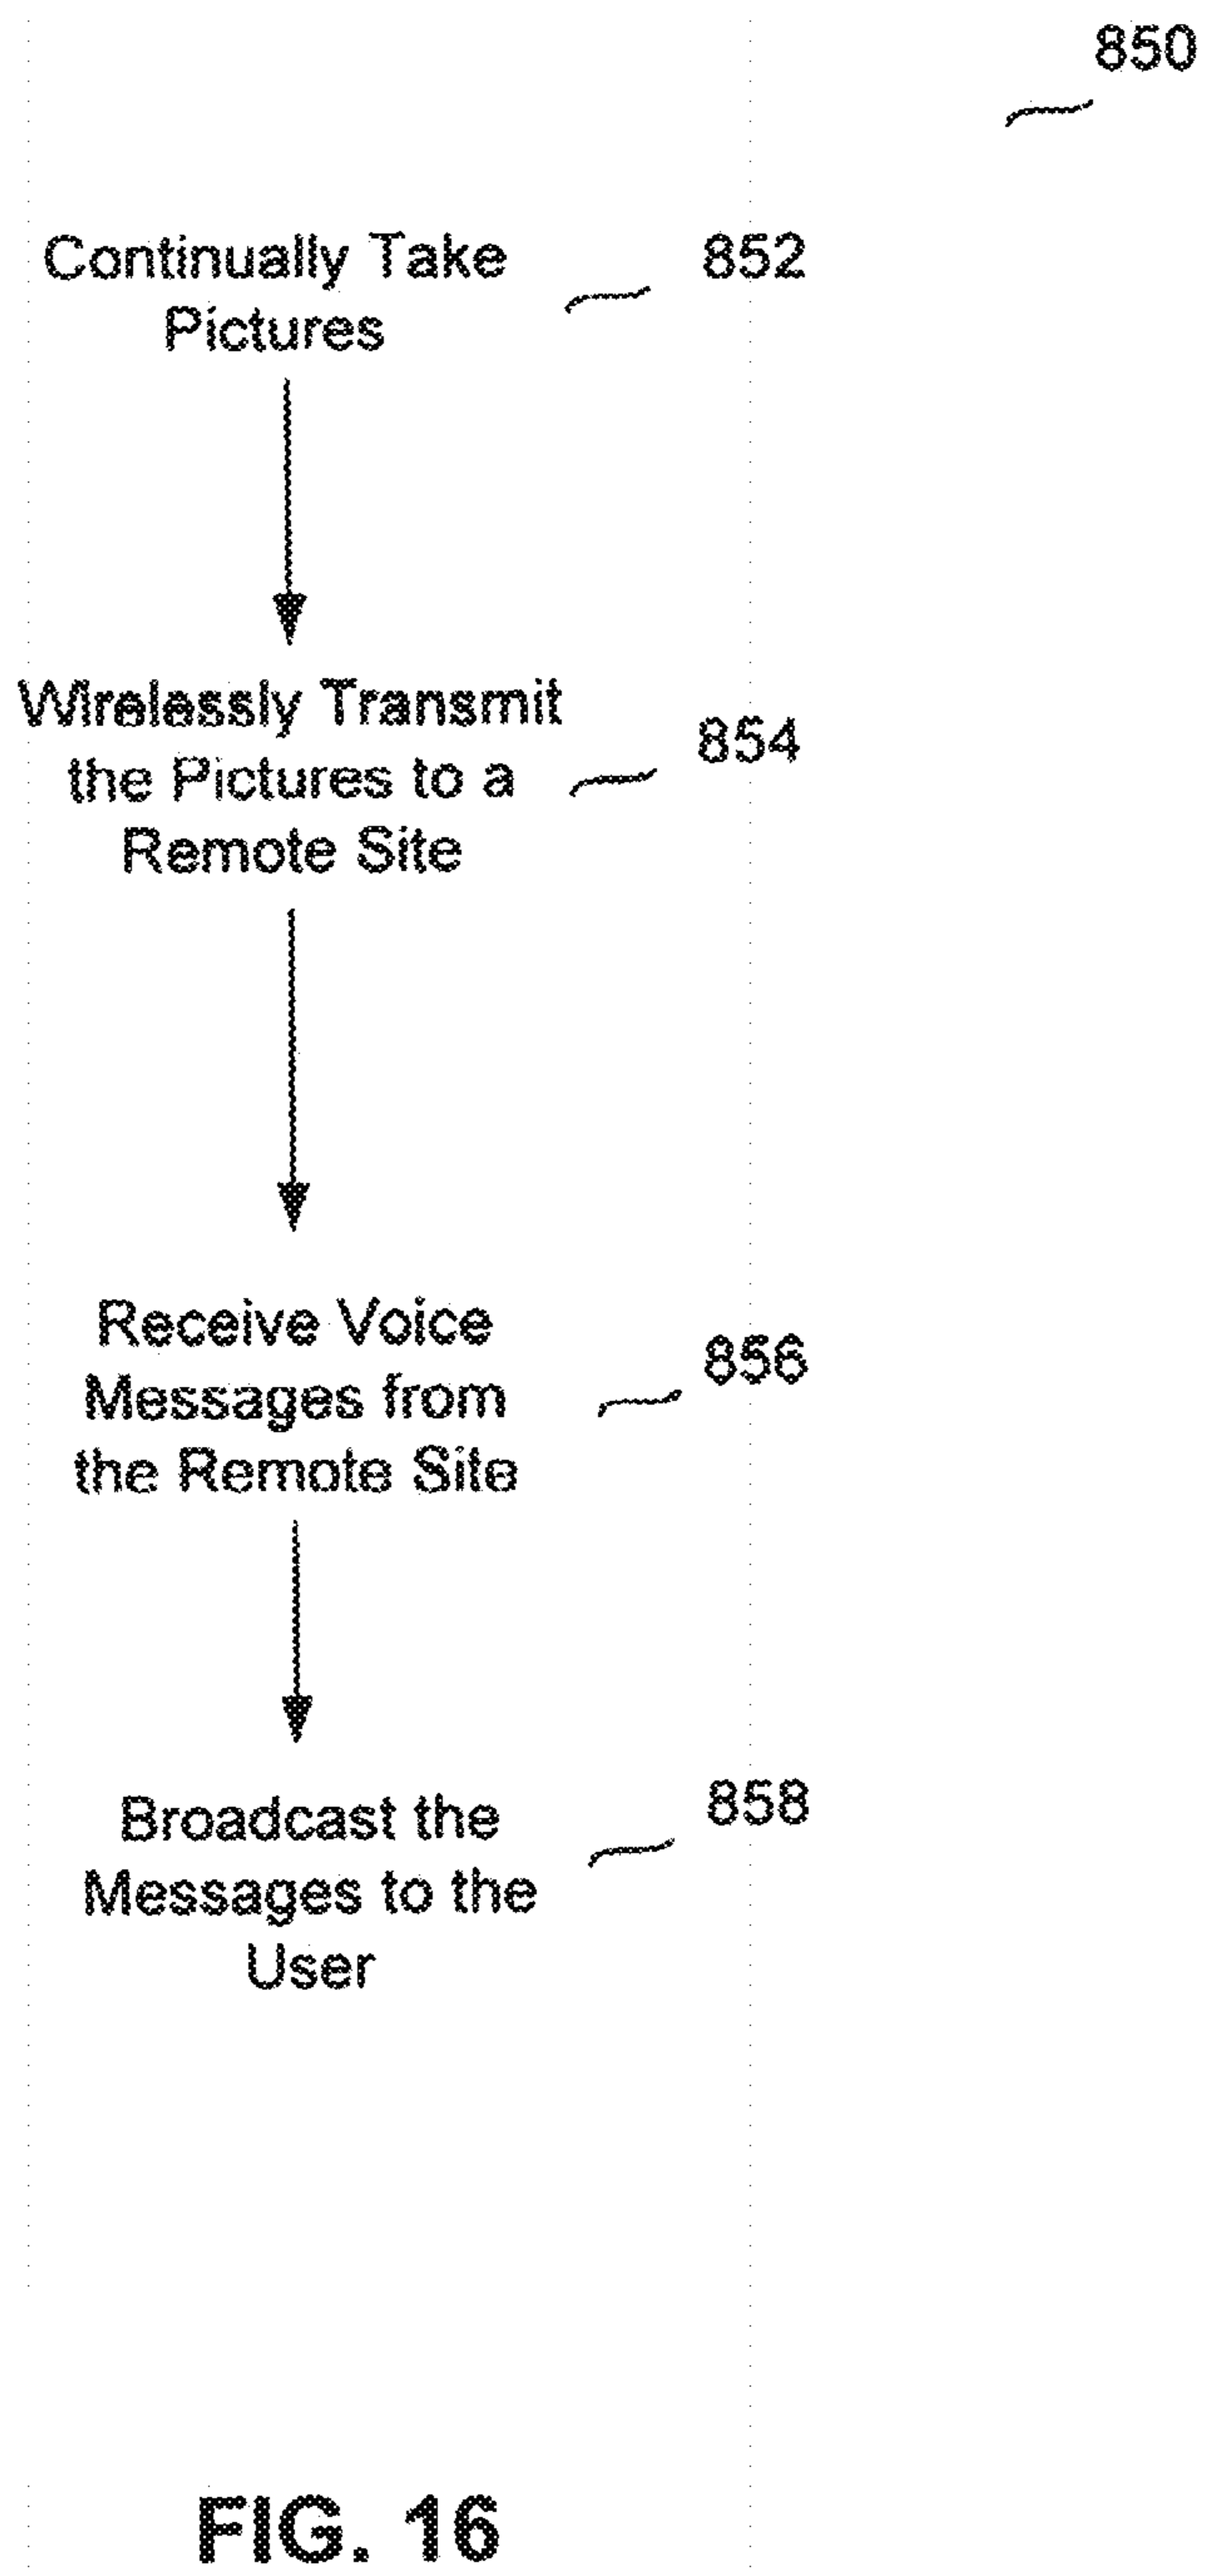 850
Continually Take
Pictures
852
Wirelessly Transmit
the Pictures to a
Remote Site
854
Receive Voice
Messages from
the Remote Site
856
Broadcast the
Messages to the
User
858
FIG. 16